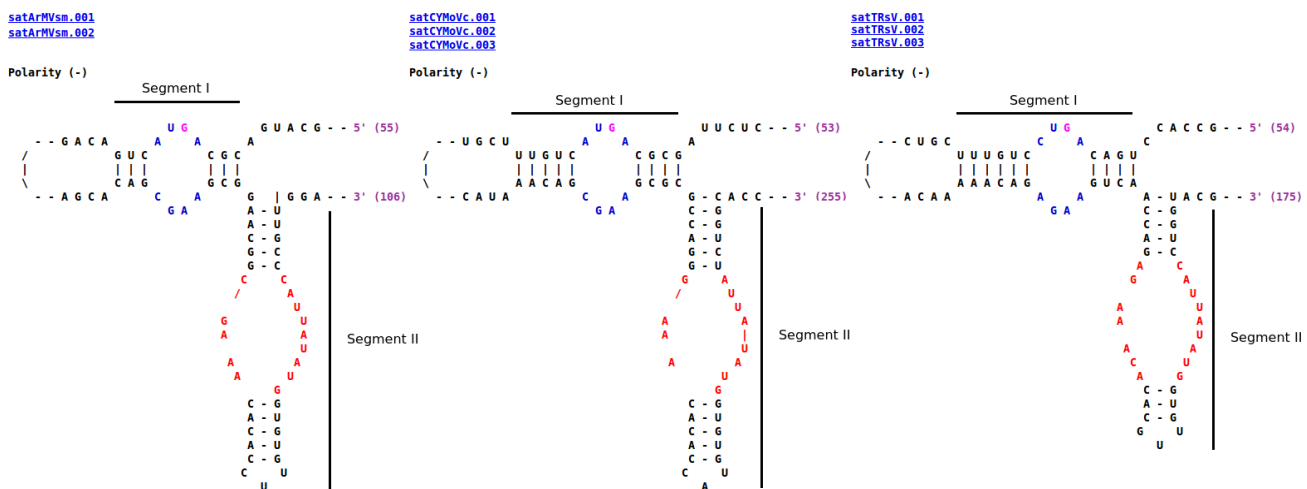 satArMVsm.001
satArMVsm.002
Polarity (-)
Segment I
U G
G U A C G - - 5' (55)
- - G A C A A A A
/ G U C C G C
| | | | | | |
\ C A G G C G
- - A G C A C A G | G G A - - 3' (106)
G A A - U
A - U
C - G
G - C
G - C
C C
/ A
U
G U
A A
U
A A
A U
G
C - G
A - U
C - G
A - U
C - G
C U
U
Segment II
satCYMoVc.001
satCYMoVc.002
satCYMoVc.003
Polarity (-)
Segment I
U G U U C U C - - 5' (53)
- - U G C U A A A
/ U U G U C C G C G
| | | | | | | | | |
\ A A C A G G C G C
- - C A U A C A G - C A C C - - 3' (255)
G A C - G
C - G
A - U
G - C
G - U
G A
/ U
U
A A
A |
U
A A
U
G
C - G
A - U
C - G
A - U
C - G
C U
A
Segment II
satTRsV.001
satTRsV.002
satTRsV.003
Polarity (-)
Segment I
U G C A C C G - - 5' (54)
- - C U G C C A C
/ U U U G U C C A G U
| | | | | | | | | | |
\ A A A C A G G U C A
- - A C A A A A A - U A C G - - 3' (175)
G A C - G
C - G
A - U
G - C
A C
G A
U
A U
A A
U
A A
C U
A G
C - G
A - U
C - G
G U
U
Segment II